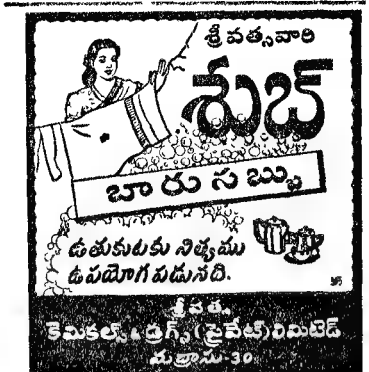 శ్రీ వత్సవారి
శుభ్
బారు సబ్బు
ఉతుకుటకు నిత్యము
ఉపయోగ పడునది.
శ్రీ వత్స
కెమికల్స్ & డ్రగ్స్ (ప్రైవేట్) లిమిటెడ్
మద్రాసు-30